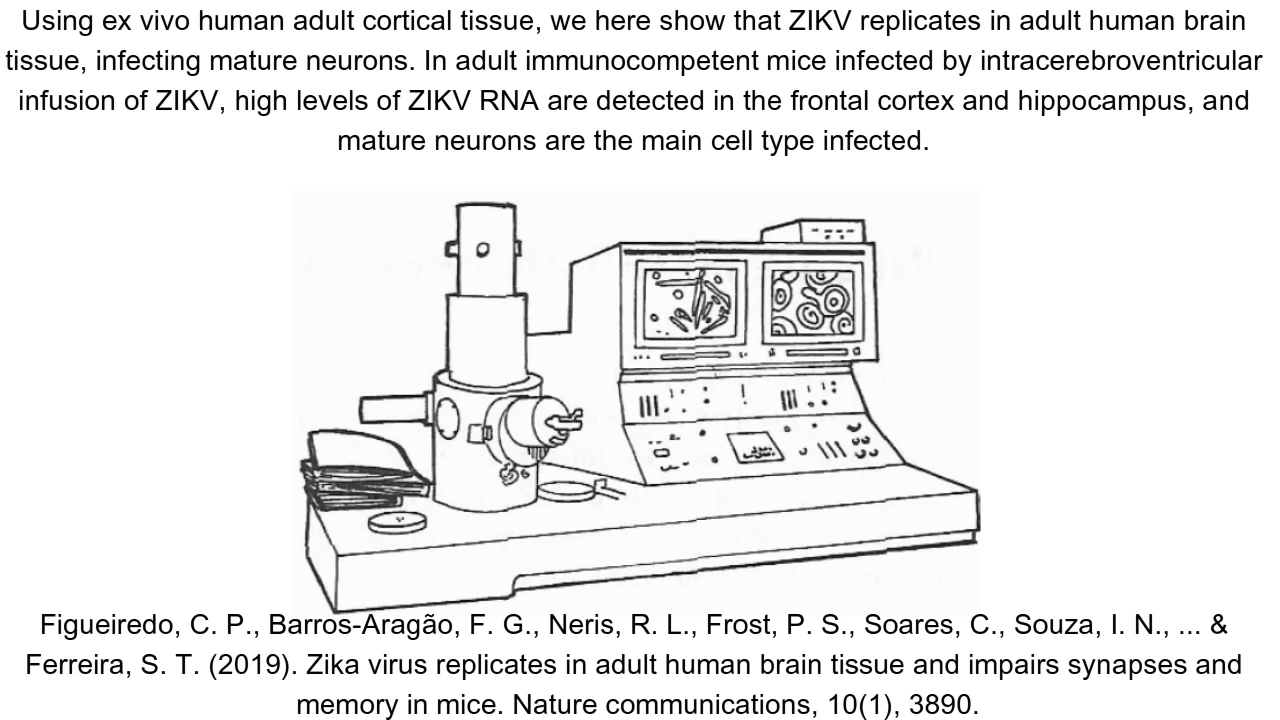 Using ex vivo human adult cortical tissue, we here show that ZIKV replicates in adult human brain
tissue, infecting mature neurons. In adult immunocompetent mice infected by intracerebroventricular
infusion of ZIKV, high levels of ZIKV RNA are detected in the frontal cortex and hippocampus, and
mature neurons are the main cell type infected.
Figueiredo, C. P., Barros-Aragão, F. G., Neris, R. L., Frost, P. S., Soares, C., Souza, I. N., ... &
Ferreira, S. T. (2019). Zika virus replicates in adult human brain tissue and impairs synapses and
memory in mice. Nature communications, 10(1), 3890.